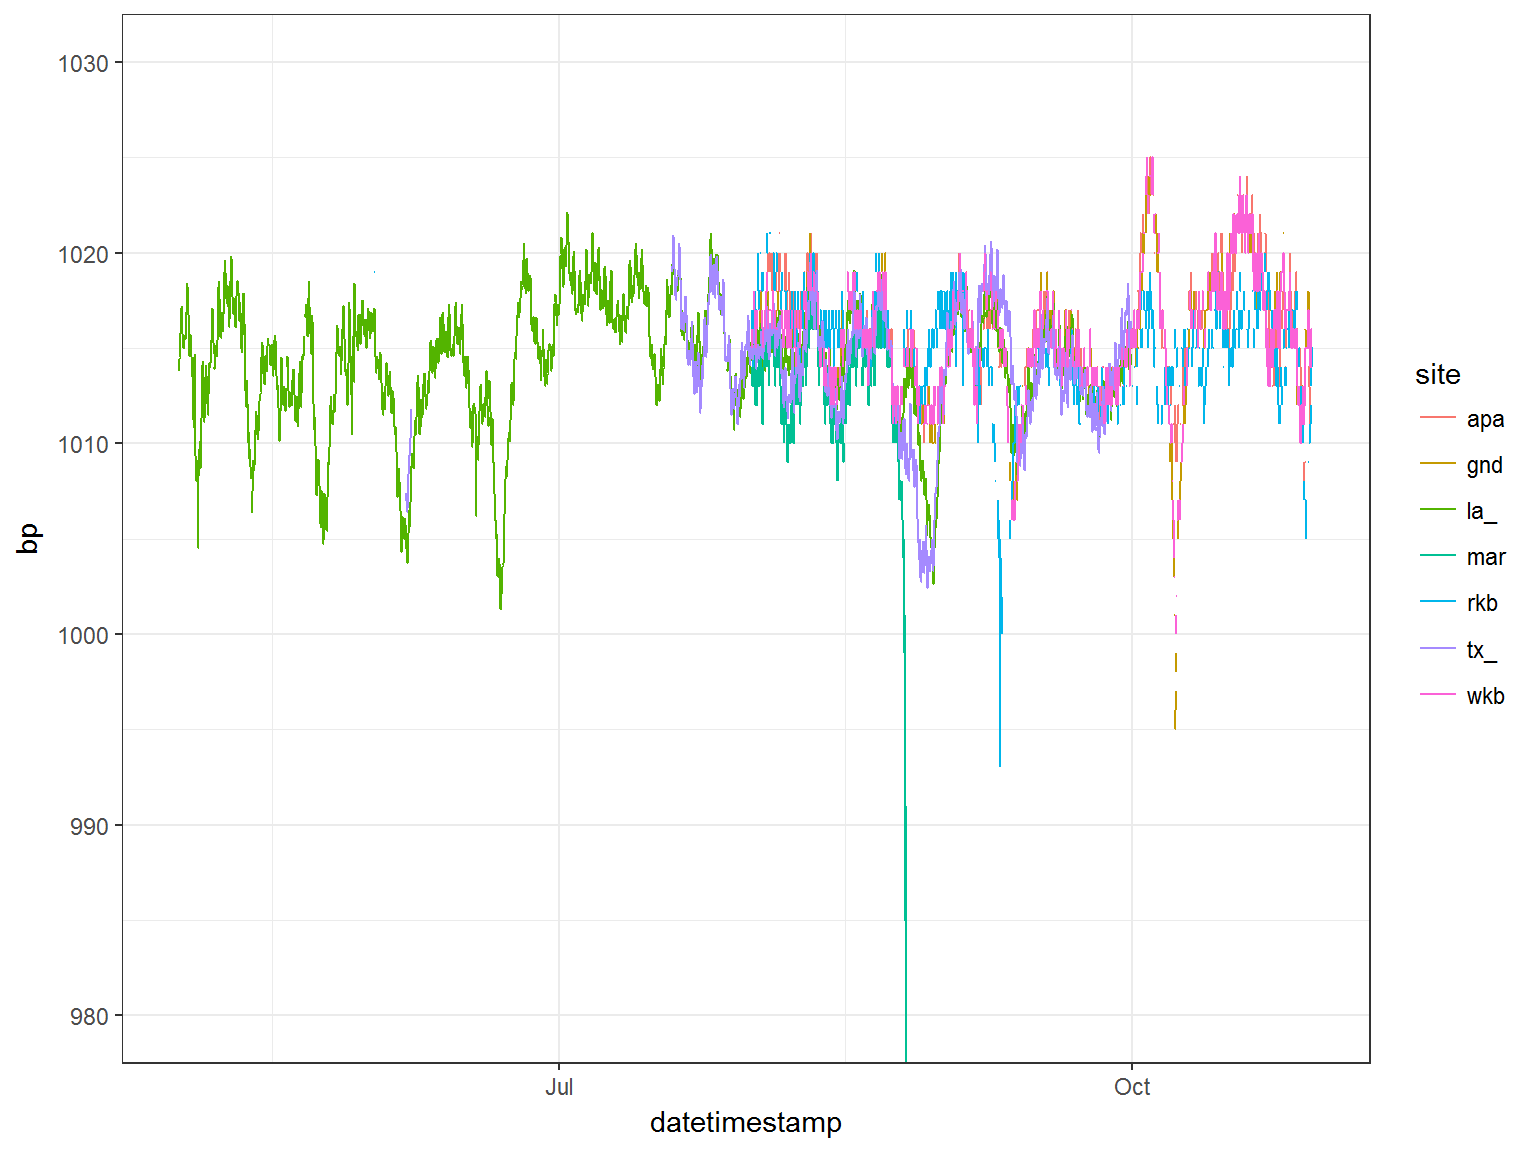 1030
1020
1010
1000
990
980
bp
Jul
Oct
datetimestamp
site
apa
gnd
la_
mar
rkb
tx_
wkb